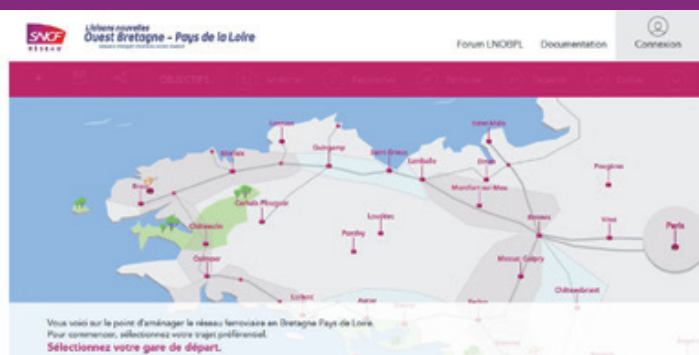 SNCF
RÉSEAU
Liaisons nouvelles
Ouest Bretagne - Pays de la Loire
Forum LNOBPL
Documentation
Connexion
OBJECTIFS
Lannion
Saint-Malo
Morlaix
Guingamp
Saint-Brieuc
Lamballe
Dinan
Fougères
Brest
Montfort-sur-Meu
Carhaix Plouguer
Loudéac
Châteaulin
Pontivy
Rennes
Vitré
Paris
Quimper
Messac-Guipry
Châteaubriant
Lorient
Auray
Redon
Vous voici sur le point d'aménager le réseau ferroviaire en Bretagne Pays de Loire.
Pour commencer, sélectionnez votre trajet préférentiel.
Sélectionnez votre gare de départ.